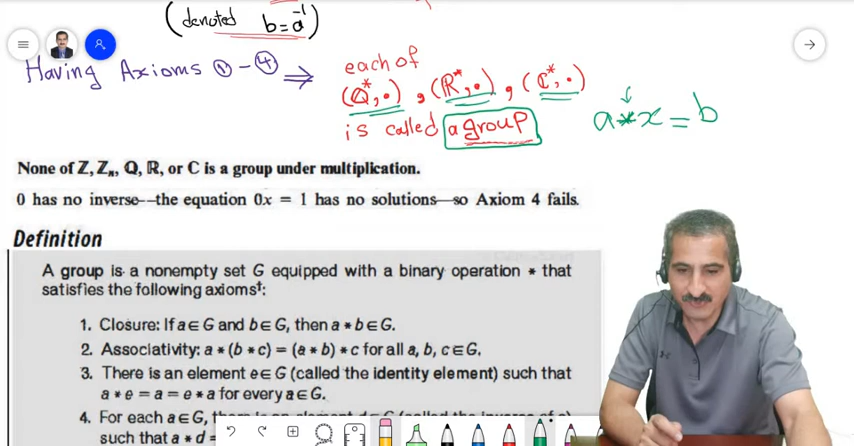 (denoted b=a⁻¹)
Having Axioms ① - ④ ⟹
each of
(ℚ*, •), (ℝ*, •), (ℂ*, •)
is called a group
a * x = b
None of ℤ, ℤₙ, ℚ, ℝ, or C is a group under multiplication.
0 has no inverse--the equation 0x = 1 has no solutions—so Axiom 4 fails.
Definition
A group is a nonempty set G equipped with a binary operation * that
satisfies the following axioms†:
1. Closure: If a∈G and b∈G, then a * b∈G.
2. Associativity: a * (b * c) = (a * b) * c for all a, b, c∈G.
3. There is an element e∈G (called the identity element) such that
a * e = a = e * a for every a∈G.
4. For each a∈G,
such that a * d =